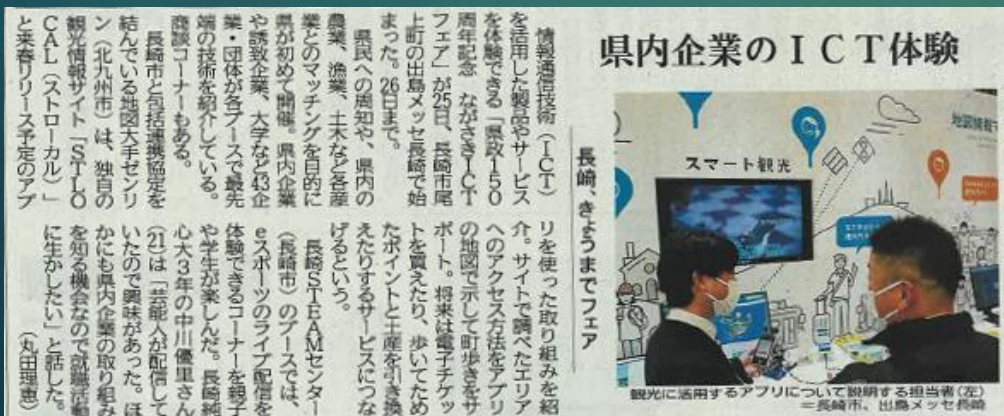 県内企業のＩＣＴ体験
長崎、きょうまでフェア
情報通信技術（ＩＣＴ）
を活用した製品やサービス
を体験できる「県政１５０
周年記念　ながさきＩＣＴ
フェア」が25日、長崎市尾
上町の出島メッセ長崎で始
まった。26日まで。
県民への周知や、県内の
農業、漁業、土木など各産
業とのマッチングを目的に
県が初めて開催。県内企業
や誘致企業、大学など43企
業・団体が各ブースで最先
端の技術を紹介している。
商談コーナーもある。
長崎市と包括連携協定を
結んでいる地図大手ゼンリ
ン（北九州市）は、独自の
観光情報サイト「ＳＴＬＯ
ＣＡＬ（ストローカル）」
と来春リリース予定のアプ
リを使った取り組みを紹
介。サイトで調べたエリア
へのアクセス方法をアプリ
の地図で示して町歩きをサ
ポート。将来は電子チケッ
トを買えたり、歩いてため
たポイントと土産を引き換
えたりするサービスにつな
げるという。
長崎ＳＴＥＡＭセンター
（長崎市）のブースでは、
ｅスポーツのライブ配信を
体験できるコーナーを親子
や学生が楽しんだ。長崎純
心大３年の中川優里さん
(21)は「芸能人が配信して
いたので興味があった。ほ
かにも県内企業の取り組み
を知る機会なので就職活動
に生かしたい」と話した。
（丸田理恵）
スマート観光
地図情報で
観光に活用するアプリについて説明する担当者（左）
＝長崎市、出島メッセ長崎